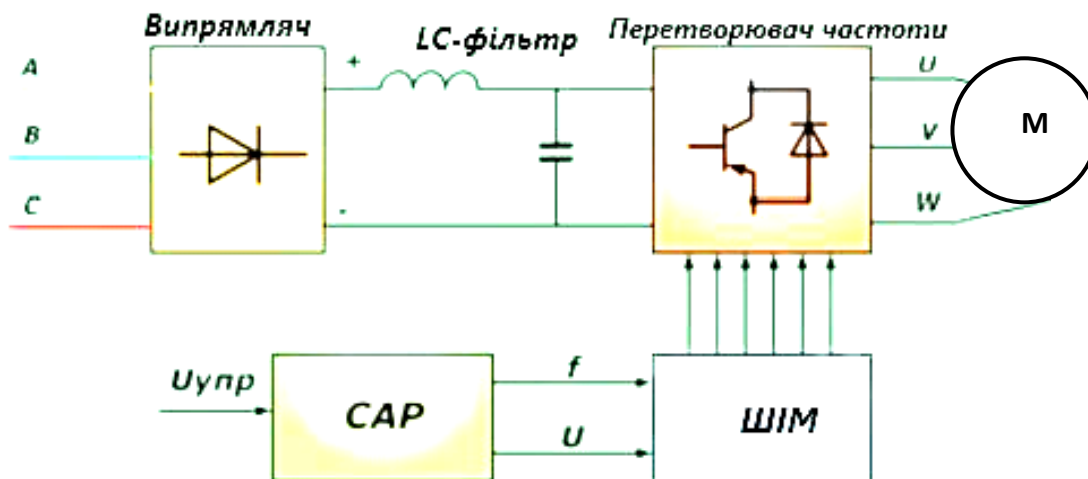 Випрямляч
LC-фільтр
Перетворювач частоти
A
B
C
+
-
U
V
W
М
Uупр
САР
f
U
ШІМ